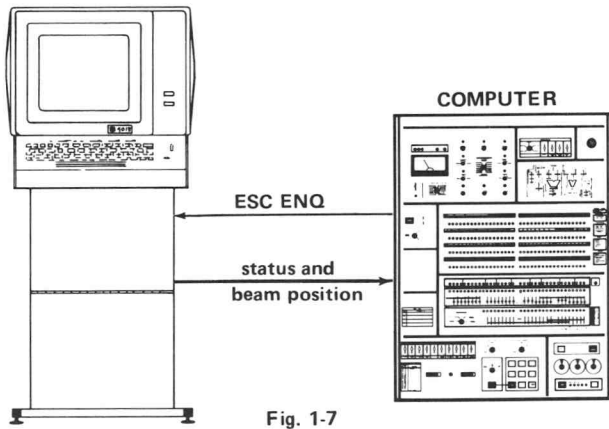 COMPUTER
ESC ENQ
status and
beam position
Fig. 1-7